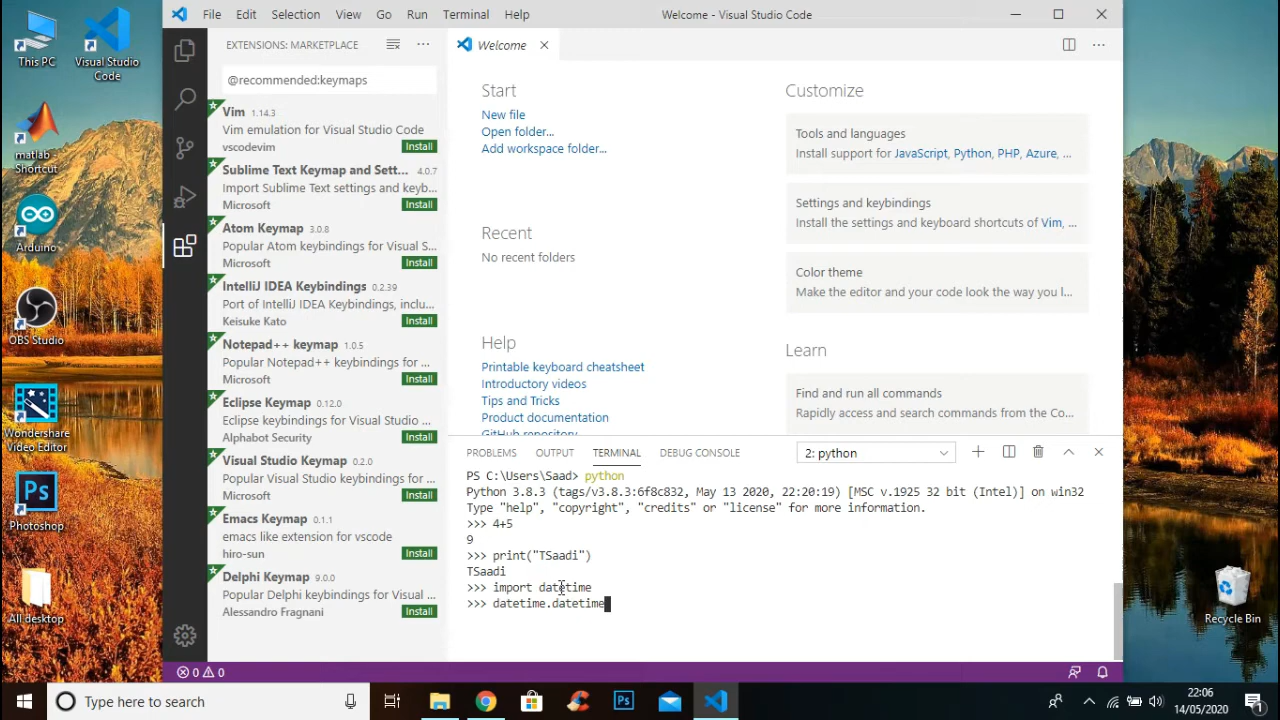 This PC
Visual Studio
Code
matlab -
Shortcut
Arduino
OBS Studio
Wondershare
Video Editor
Photoshop
All desktop
File Edit Selection View Go Run Terminal Help
Welcome - Visual Studio Code
EXTENSIONS: MARKETPLACE
@recommended:keymaps
Vim 1.14.3
Vim emulation for Visual Studio Code
vscodevim Install
Sublime Text Keymap and Sett... 4.0.7
Import Sublime Text settings and keyb...
Microsoft Install
Atom Keymap 3.0.8
Popular Atom keybindings for Visual S...
Microsoft Install
IntelliJ IDEA Keybindings 0.2.39
Port of IntelliJ IDEA Keybindings, inclu...
Keisuke Kato Install
Notepad++ keymap 1.0.5
Popular Notepad++ keybindings for ...
Microsoft Install
Eclipse Keymap 0.12.0
Eclipse keybindings for Visual Studio ...
Alphabot Security Install
Visual Studio Keymap 0.2.0
Popular Visual Studio keybindings for ...
Microsoft Install
Emacs Keymap 0.1.1
emacs like extension for vscode
hiro-sun Install
Delphi Keymap 9.0.0
Popular Delphi keybindings for Visual ...
Alessandro Fragnani Install
Welcome
Start
New file
Open folder...
Add workspace folder...
Recent
No recent folders
Help
Printable keyboard cheatsheet
Introductory videos
Tips and Tricks
Product documentation
GitHub repository
Customize
Tools and languages
Install support for JavaScript, Python, PHP, Azure, ...
Settings and keybindings
Install the settings and keyboard shortcuts of Vim, ...
Color theme
Make the editor and your code look the way you l...
Learn
Find and run all commands
Rapidly access and search commands from the Co...
PROBLEMS OUTPUT TERMINAL DEBUG CONSOLE 2: python
PS C:\Users\Saad> python
Python 3.8.3 (tags/v3.8.3:6f8c832, May 13 2020, 22:20:19) [MSC v.1925 32 bit (Intel)] on win32
Type "help", "copyright", "credits" or "license" for more information.
>>> 4+5
9
>>> print("TSaadi")
TSaadi
>>> import datetime
>>> datetime.datetime
0 0
Recycle Bin
Type here to search
Ps
22:06
14/05/2020
1